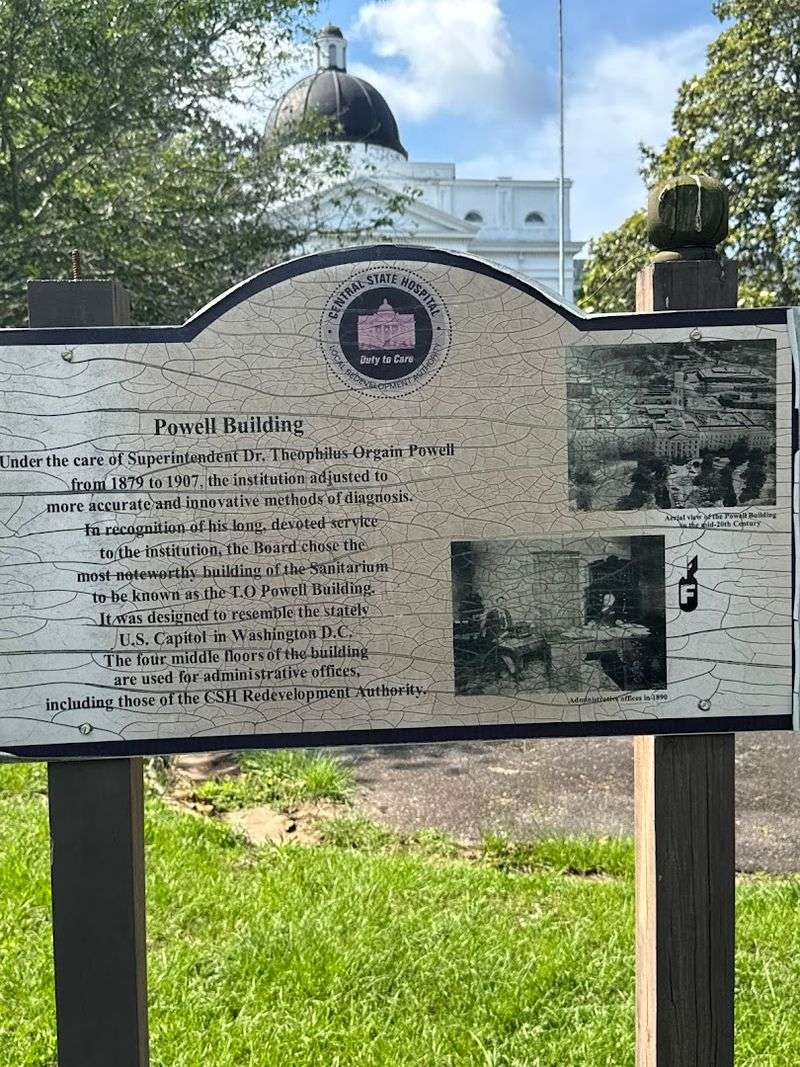 CENTRAL STATE HOSPITAL
Duty to Care
LOCAL REDEVELOPMENT AUTHORITY
Powell Building
Under the care of Superintendent Dr. Theophilus Orgain Powell
from 1879 to 1907, the institution adjusted to
more accurate and innovative methods of diagnosis.
In recognition of his long, devoted service
to the institution, the Board chose the
most noteworthy building of the Sanitarium
to be known as the T.O Powell Building.
It was designed to resemble the stately
U.S. Capitol in Washington D.C.
The four middle floors of the building
are used for administrative offices,
including those of the CSH Redevelopment Authority.
Aerial view of the Powell Building
in the mid-20th Century
F
Administrative offices in 1890